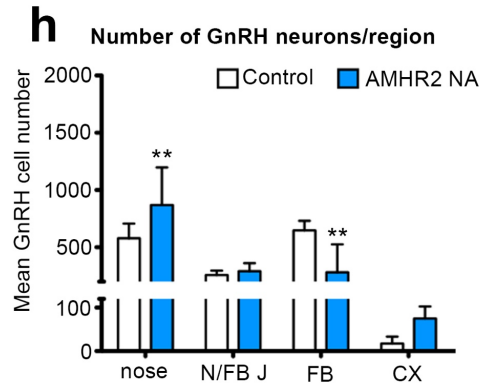 h
Number of GnRH neurons/region
Control
AMHR2 NA
Mean GnRH cell number
2000
1500
1000
500
100
0
**
**
nose
N/FB J
FB
CX